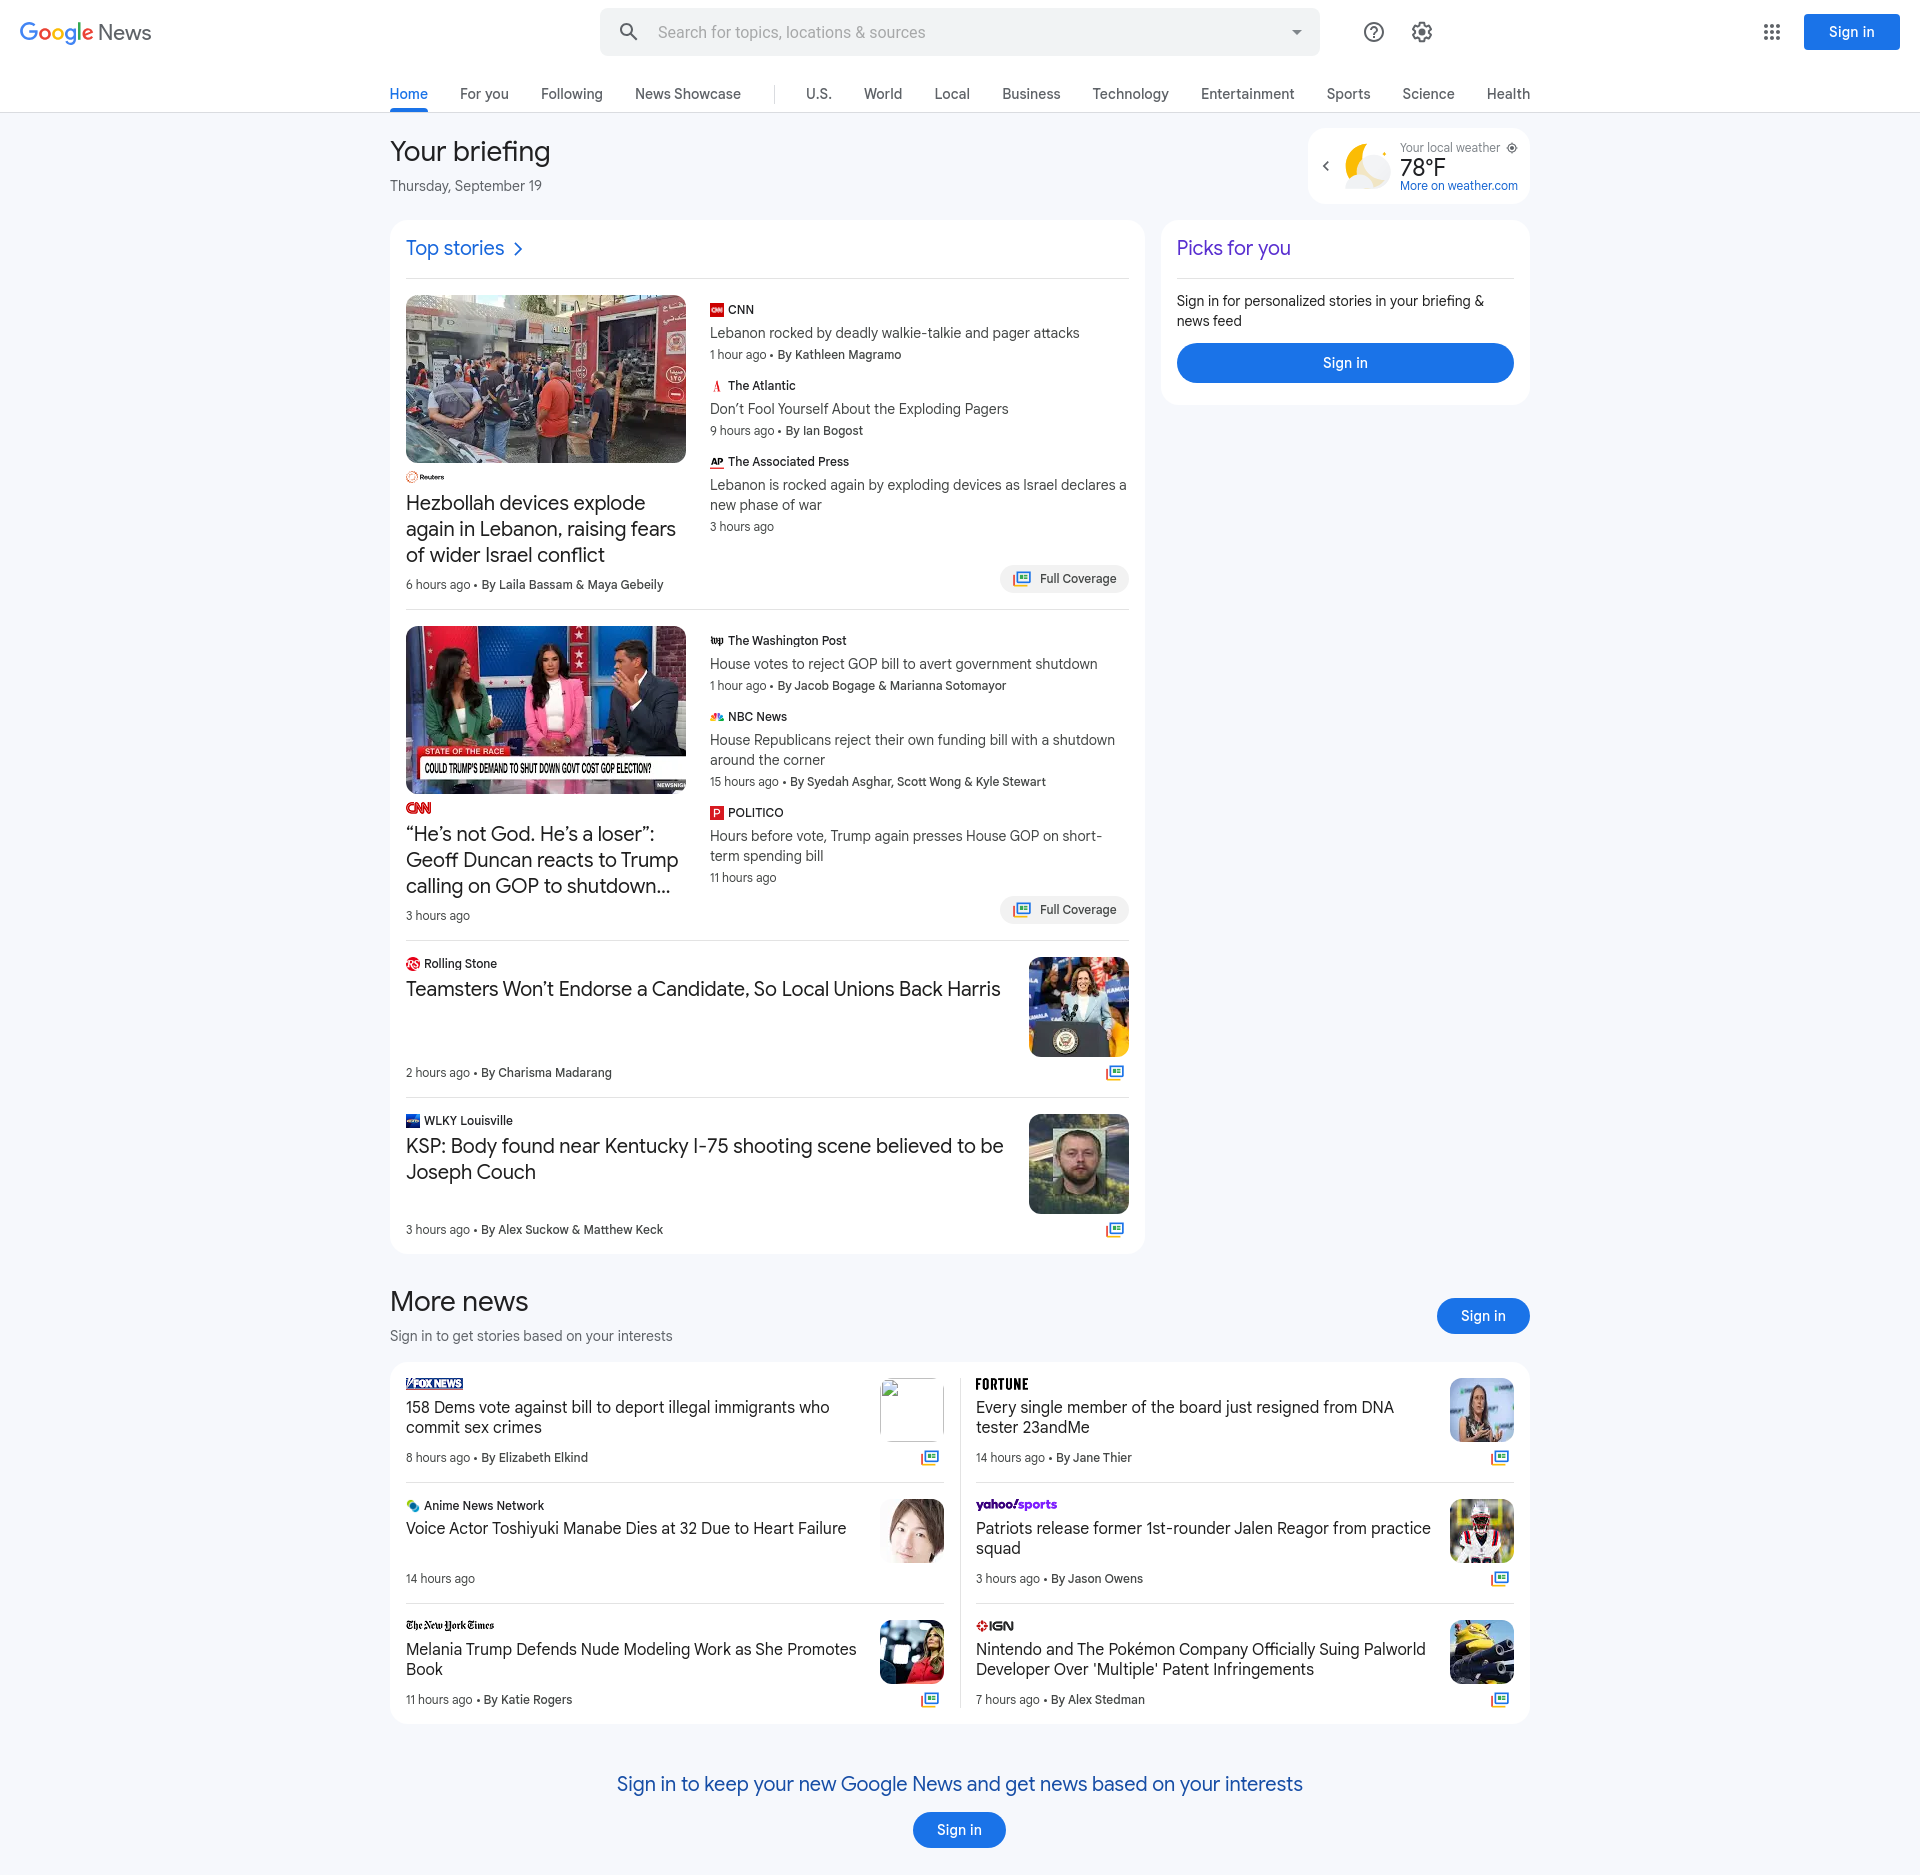 Google News
Search for topics, locations & sources
Sign in
Home
For you
Following
News Showcase
U.S.
World
Local
Business
Technology
Entertainment
Sports
Science
Health
Your briefing
Thursday, September 19
Your local weather
78°F
More on weather.com
Top stories
Reuters
Hezbollah devices explode
again in Lebanon, raising fears
of wider Israel conflict
6 hours ago • By Laila Bassam & Maya Gebeily
CNN
Lebanon rocked by deadly walkie-talkie and pager attacks
1 hour ago • By Kathleen Magramo
The Atlantic
Don’t Fool Yourself About the Exploding Pagers
9 hours ago • By Ian Bogost
AP The Associated Press
Lebanon is rocked again by exploding devices as Israel declares a
new phase of war
3 hours ago
Full Coverage
Picks for you
Sign in for personalized stories in your briefing &
news feed
Sign in
STATE OF THE RACE
COULD TRUMP'S DEMAND TO SHUT DOWN GOVT COST GOP ELECTION?
CNN
“He’s not God. He’s a loser”:
Geoff Duncan reacts to Trump
calling on GOP to shutdown...
3 hours ago
wp The Washington Post
House votes to reject GOP bill to avert government shutdown
1 hour ago • By Jacob Bogage & Marianna Sotomayor
NBC News
House Republicans reject their own funding bill with a shutdown
around the corner
15 hours ago • By Syedah Asghar, Scott Wong & Kyle Stewart
P POLITICO
Hours before vote, Trump again presses House GOP on short-
term spending bill
11 hours ago
Full Coverage
RS Rolling Stone
Teamsters Won’t Endorse a Candidate, So Local Unions Back Harris
2 hours ago • By Charisma Madarang
WLKY Louisville
KSP: Body found near Kentucky I-75 shooting scene believed to be
Joseph Couch
3 hours ago • By Alex Suckow & Matthew Keck
More news
Sign in to get stories based on your interests
Sign in
FOX NEWS
158 Dems vote against bill to deport illegal immigrants who
commit sex crimes
8 hours ago • By Elizabeth Elkind
FORTUNE
Every single member of the board just resigned from DNA
tester 23andMe
14 hours ago • By Jane Thier
Anime News Network
Voice Actor Toshiyuki Manabe Dies at 32 Due to Heart Failure
14 hours ago
yahoo!sports
Patriots release former 1st-rounder Jalen Reagor from practice
squad
3 hours ago • By Jason Owens
The New York Times
Melania Trump Defends Nude Modeling Work as She Promotes
Book
11 hours ago • By Katie Rogers
IGN
Nintendo and The Pokémon Company Officially Suing Palworld
Developer Over 'Multiple' Patent Infringements
7 hours ago • By Alex Stedman
Sign in to keep your new Google News and get news based on your interests
Sign in